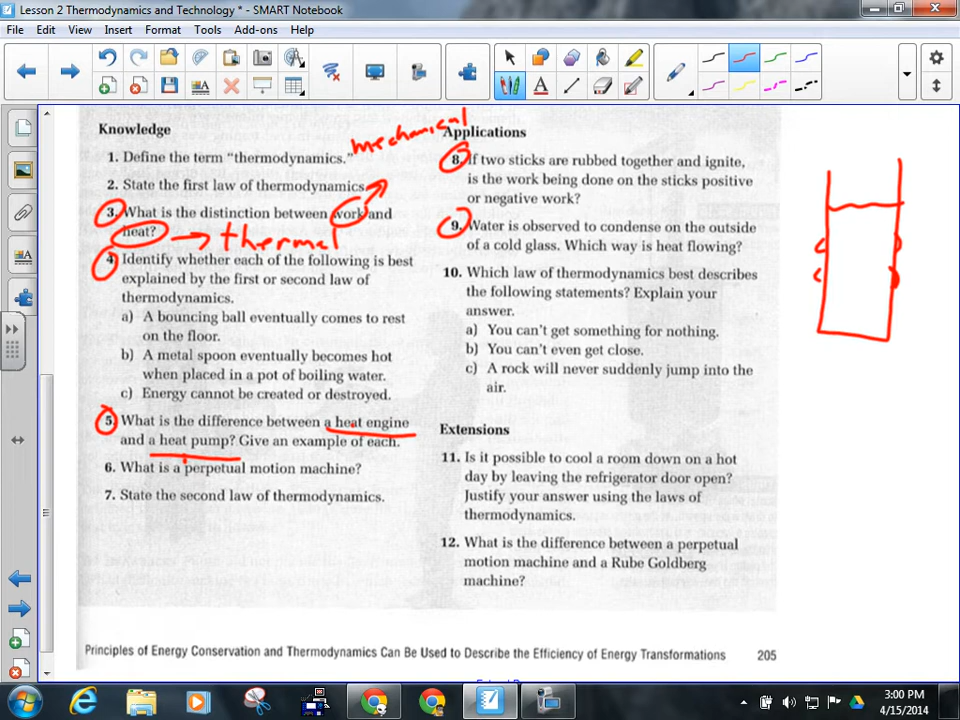 Lesson 2 Thermodynamics and Technology * - SMART Notebook
File Edit View Insert Format Tools Add-ons Help
Knowledge
1. Define the term “thermodynamics.”
mechanical
2. State the first law of thermodynamics.
3. What is the distinction between work and
heat?
thermal
4. Identify whether each of the following is best
explained by the first or second law of
thermodynamics.
a) A bouncing ball eventually comes to rest
on the floor.
b) A metal spoon eventually becomes hot
when placed in a pot of boiling water.
c) Energy cannot be created or destroyed.
5. What is the difference between a heat engine
and a heat pump? Give an example of each.
6. What is a perpetual motion machine?
7. State the second law of thermodynamics.
Applications
8. If two sticks are rubbed together and ignite,
is the work being done on the sticks positive
or negative work?
9. Water is observed to condense on the outside
of a cold glass. Which way is heat flowing?
10. Which law of thermodynamics best describes
the following statements? Explain your
answer.
a) You can’t get something for nothing.
b) You can’t even get close.
c) A rock will never suddenly jump into the
air.
Extensions
11. Is it possible to cool a room down on a hot
day by leaving the refrigerator door open?
Justify your answer using the laws of
thermodynamics.
12. What is the difference between a perpetual
motion machine and a Rube Goldberg
machine?
Principles of Energy Conservation and Thermodynamics Can Be Used to Describe the Efficiency of Energy Transformations 205
3:00 PM
4/15/2014